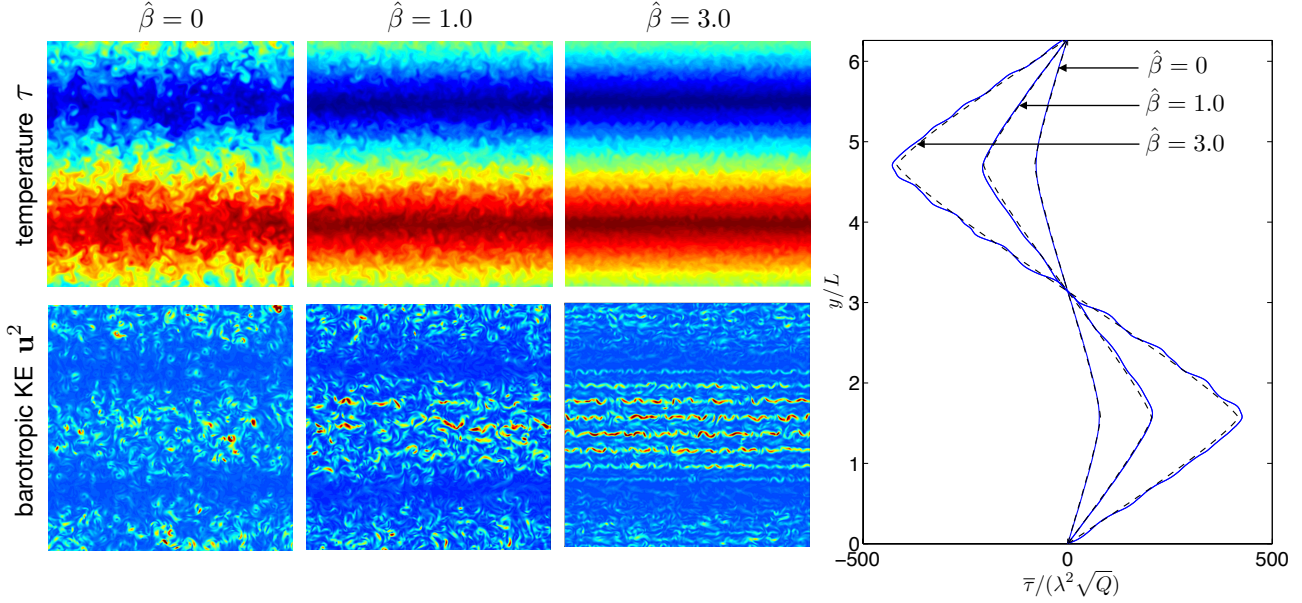 β̂ = 0
β̂ = 1.0
β̂ = 3.0
temperature τ
barotropic KE u²
6
5
4
3
2
1
0
y/L
β̂ = 0
β̂ = 1.0
β̂ = 3.0
−500
0
500
τ̅/(λ²√Q)